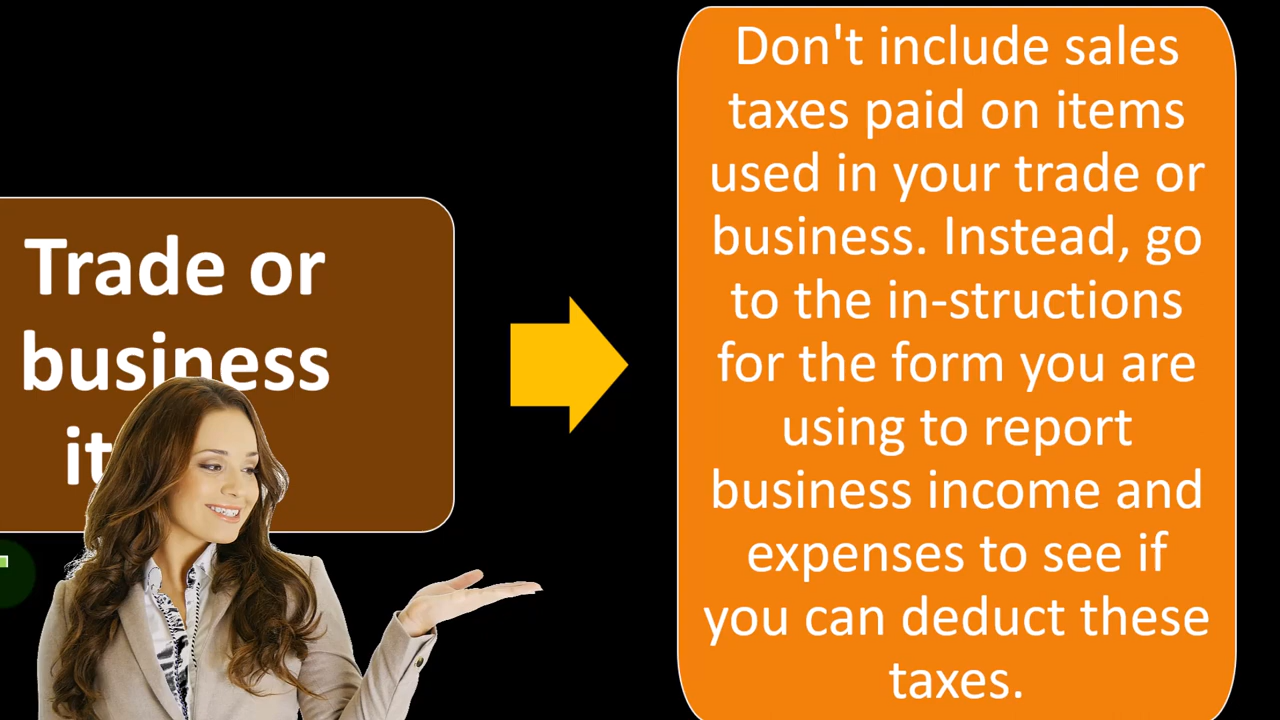 Trade or
business
Don't include sales
taxes paid on items
used in your trade or
business. Instead, go
to the in-structions
for the form you are
using to report
business income and
expenses to see if
you can deduct these
taxes.